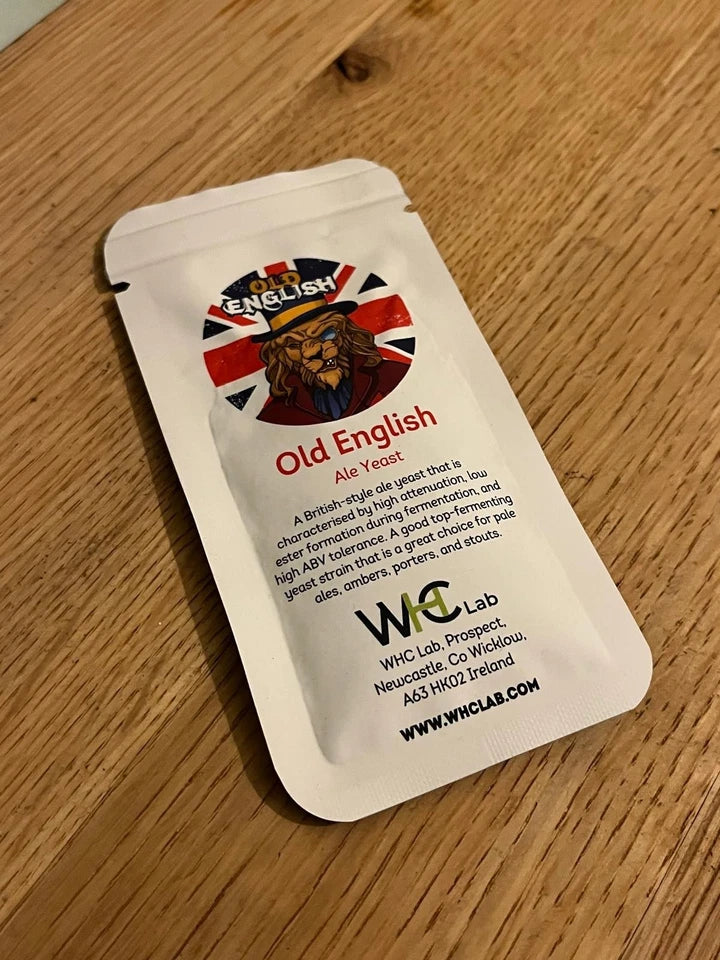 OLD
ENGLISH
Old English
Ale Yeast
A British-style ale yeast that is
characterised by high attenuation, low
ester formation during fermentation, and
high ABV tolerance. A good top-fermenting
yeast strain that is a great choice for pale
ales, ambers, porters, and stouts.
WHC Lab
WHC Lab, Prospect,
Newcastle, Co Wicklow,
A63 HK02 Ireland
WWW.WHCLAB.COM